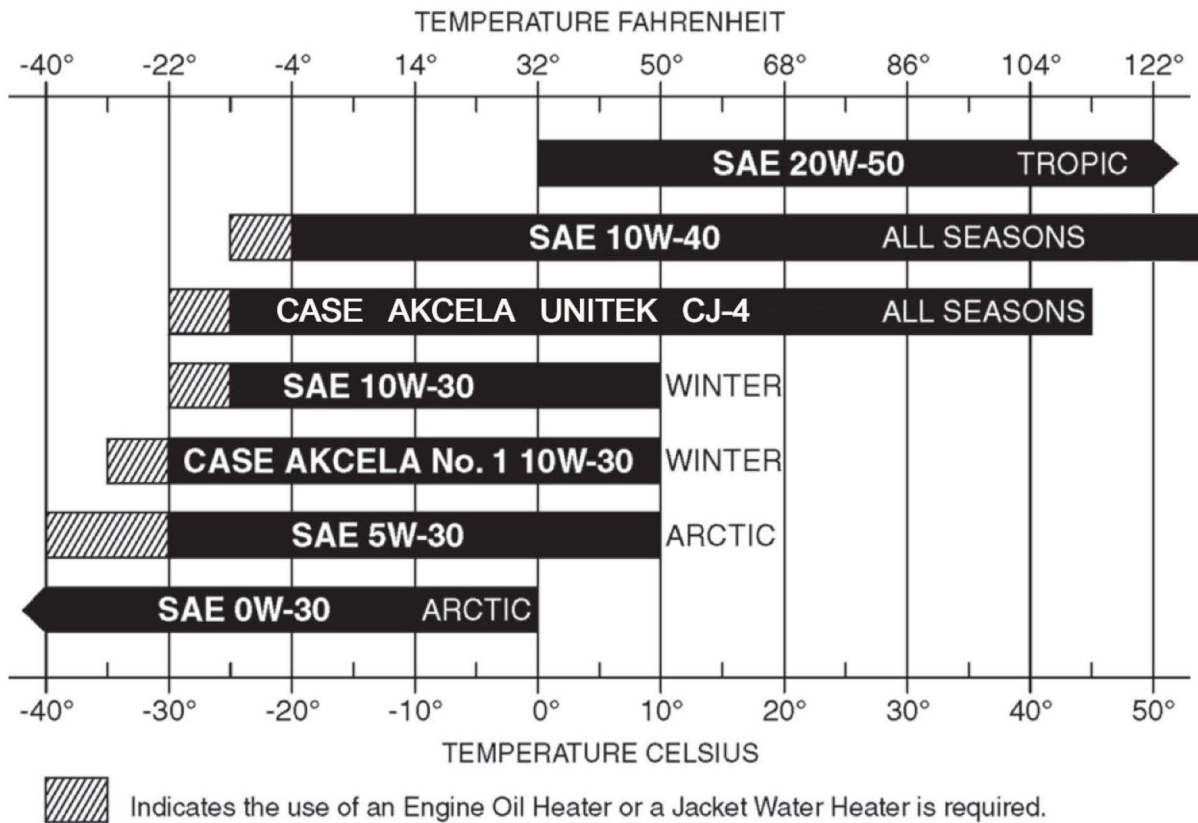 TEMPERATURE FAHRENHEIT
-40° -22° -4° 14° 32° 50° 68° 86° 104° 122°
SAE 20W-50 TROPIC
SAE 10W-40 ALL SEASONS
CASE AKCELA UNITEK CJ-4 ALL SEASONS
SAE 10W-30 WINTER
CASE AKCELA No. 1 10W-30 WINTER
SAE 5W-30 ARCTIC
SAE 0W-30 ARCTIC
-40° -30° -20° -10° 0° 10° 20° 30° 40° 50°
TEMPERATURE CELSIUS
Indicates the use of an Engine Oil Heater or a Jacket Water Heater is required.